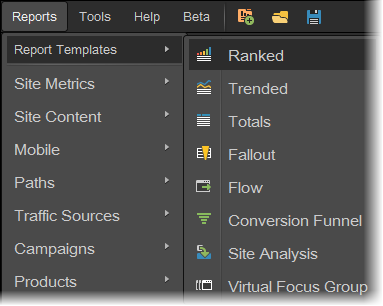 Reports Tools Help Beta
Report Templates
Site Metrics
Site Content
Mobile
Paths
Traffic Sources
Campaigns
Products
Ranked
Trended
Totals
Fallout
Flow
Conversion Funnel
Site Analysis
Virtual Focus Group